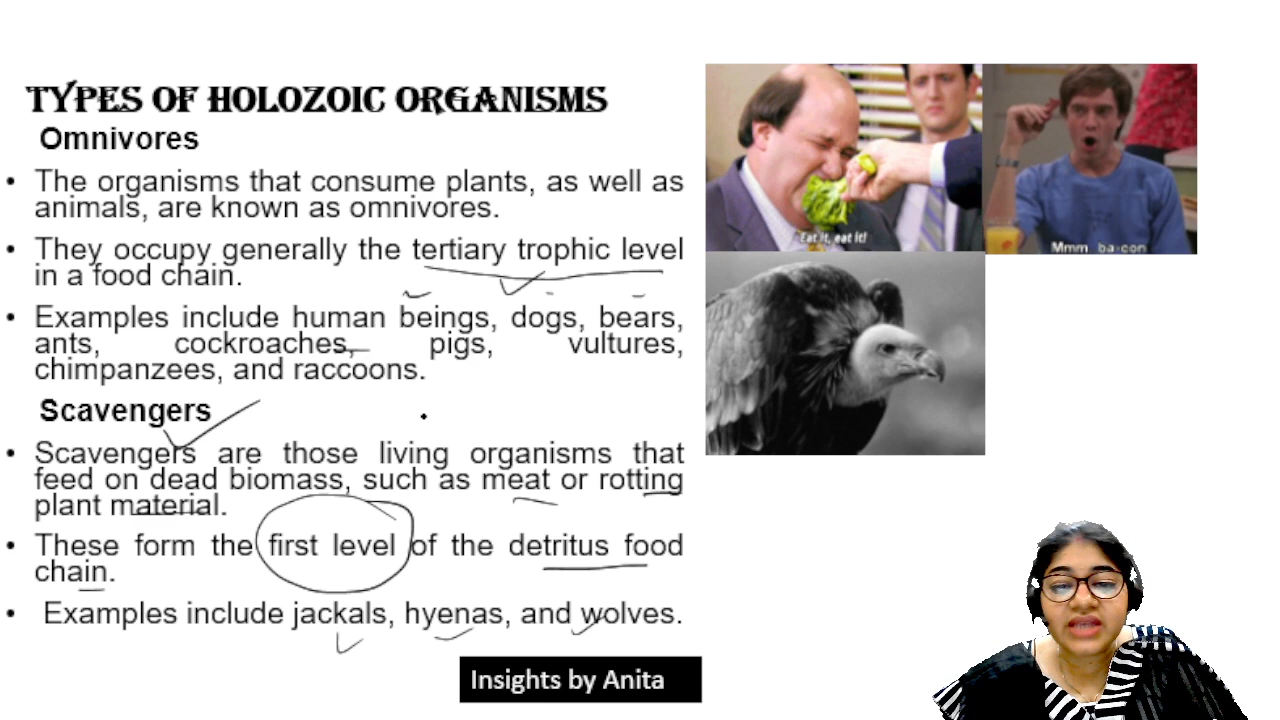 TYPES OF HOLOZOIC ORGANISMS
Omnivores
• The organisms that consume plants, as well as
animals, are known as omnivores.
• They occupy generally the tertiary trophic level
in a food chain.
• Examples include human beings, dogs, bears,
ants, cockroaches, pigs, vultures,
chimpanzees, and raccoons.
Scavengers
• Scavengers are those living organisms that
feed on dead biomass, such as meat or rotting
plant material.
• These form the first level of the detritus food
chain.
• Examples include jackals, hyenas, and wolves.
Eat it, eat it!
Mmm ba-con
Insights by Anita